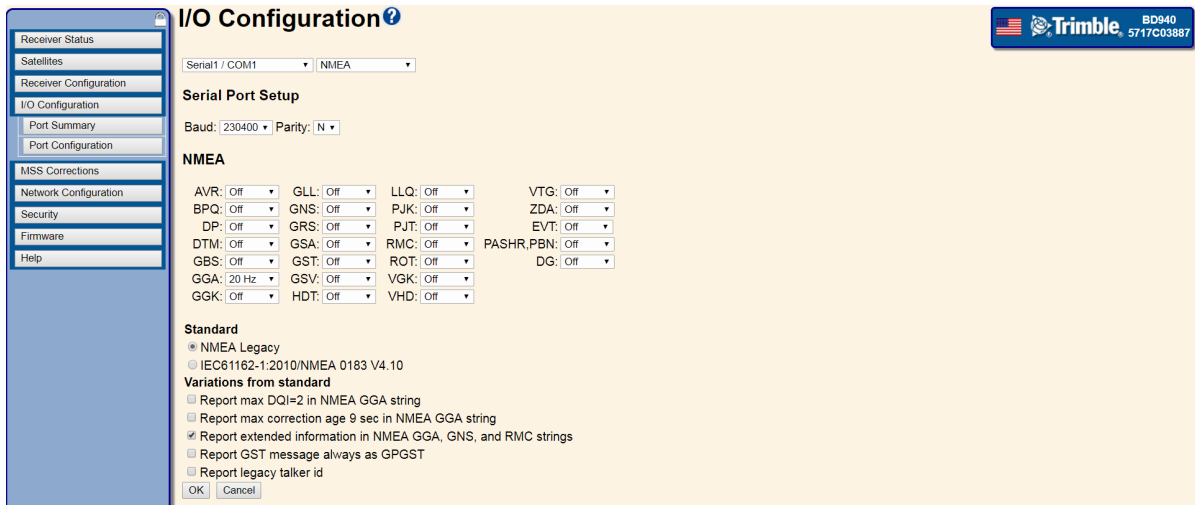 I/O Configuration?
Trimble. BD940
5717C03887
Receiver Status
Satellites
Receiver Configuration
I/O Configuration
Port Summary
Port Configuration
MSS Corrections
Network Configuration
Security
Firmware
Help
Serial1 / COM1 NMEA
Serial Port Setup
Baud: 230400 Parity: N
NMEA
AVR: Off GLL: Off LLQ: Off VTG: Off
BPQ: Off GNS: Off PJK: Off ZDA: Off
DP: Off GRS: Off PJT: Off EVT: Off
DTM: Off GSA: Off RMC: Off PASHR,PBN: Off
GBS: Off GST: Off ROT: Off DG: Off
GGA: 20 Hz GSV: Off VGK: Off
GGK: Off HDT: Off VHD: Off
Standard
NMEA Legacy
IEC61162-1:2010/NMEA 0183 V4.10
Variations from standard
Report max DQI=2 in NMEA GGA string
Report max correction age 9 sec in NMEA GGA string
Report extended information in NMEA GGA, GNS, and RMC strings
Report GST message always as GPGST
Report legacy talker id
OK Cancel